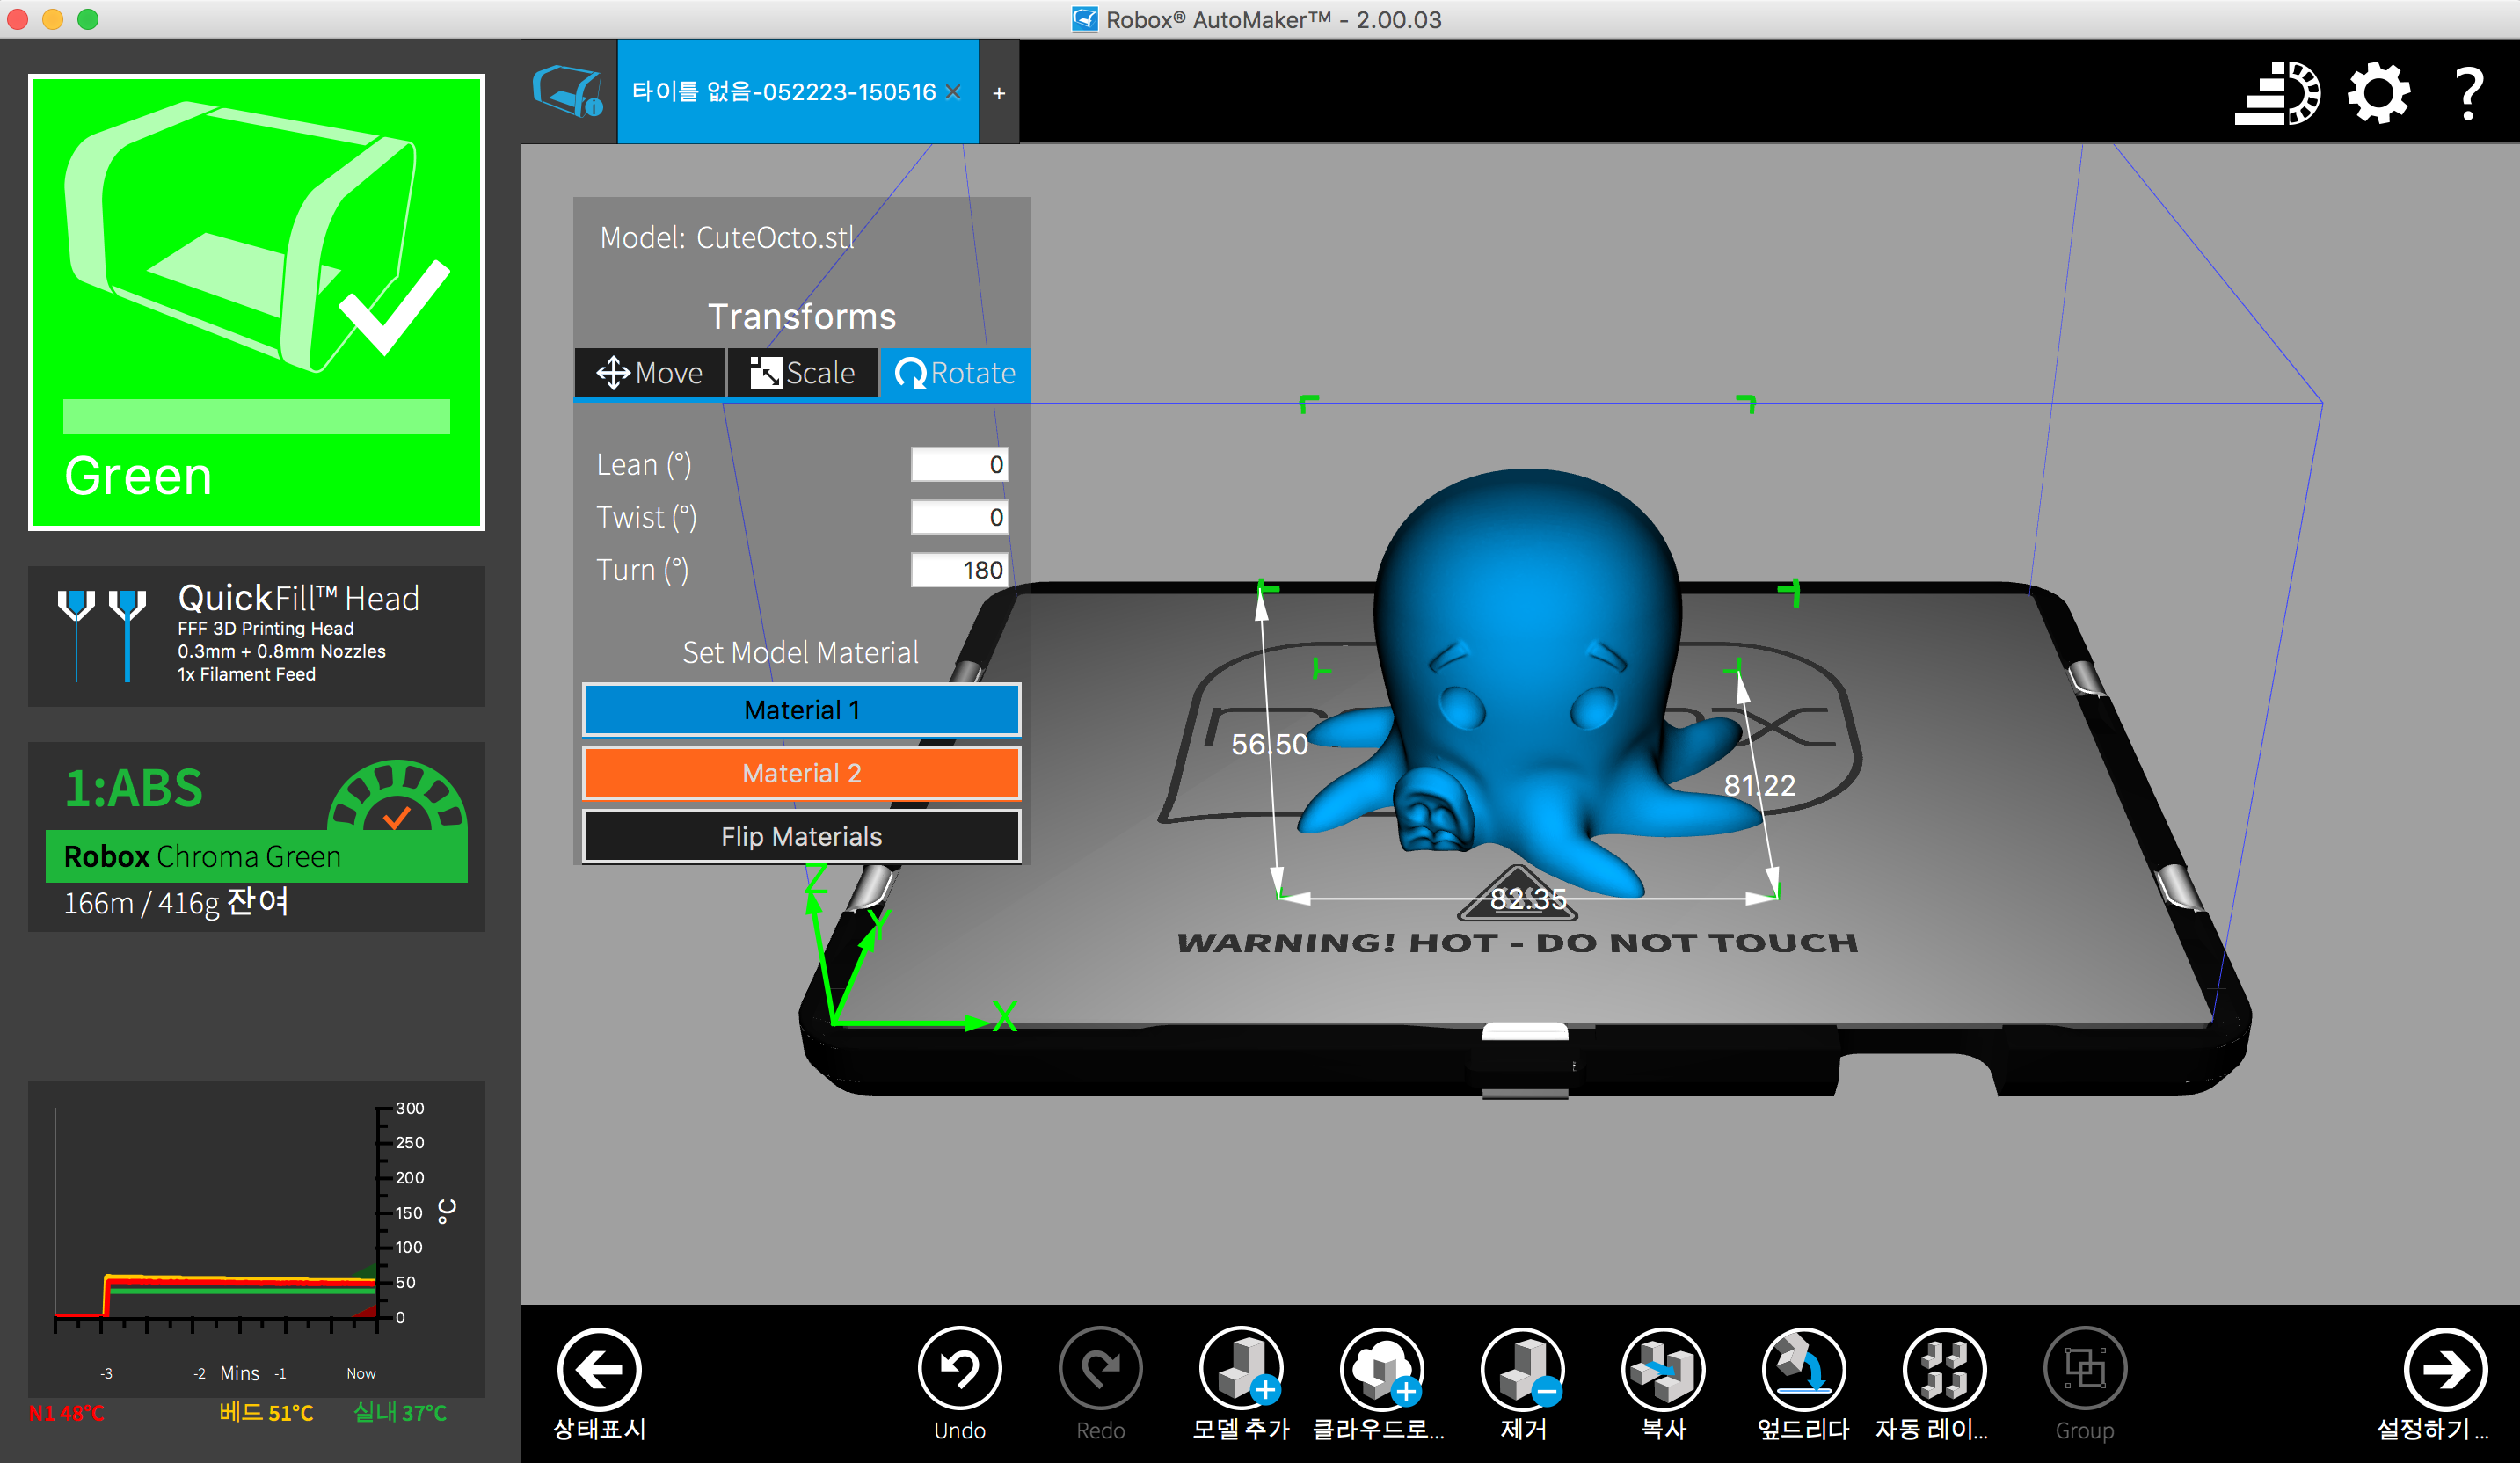 Robox® AutoMaker™ - 2.00.03
타이틀 없음-052223-150516
+
?
Green
QuickFill™ Head
FFF 3D Printing Head
0.3mm + 0.8mm Nozzles
1x Filament Feed
1:ABS
Robox Chroma Green
166m / 416g 잔여
300
250
200
150
100
50
0
°C
-3
-2
Mins
-1
Now
N1 48°C
베드 51°C
실내 37°C
Model: CuteOcto.stl
Transforms
Move
Scale
Rotate
Lean (°) 0
Twist (°) 0
Turn (°) 180
Set Model Material
Material 1
Material 2
Flip Materials
56.50
81.22
82.35
WARNING! HOT - DO NOT TOUCH
Z
Y
X
상태표시
Undo
Redo
모델 추가
클라우드로...
제거
복사
엎드리다
자동 레이...
Group
설정하기 ...